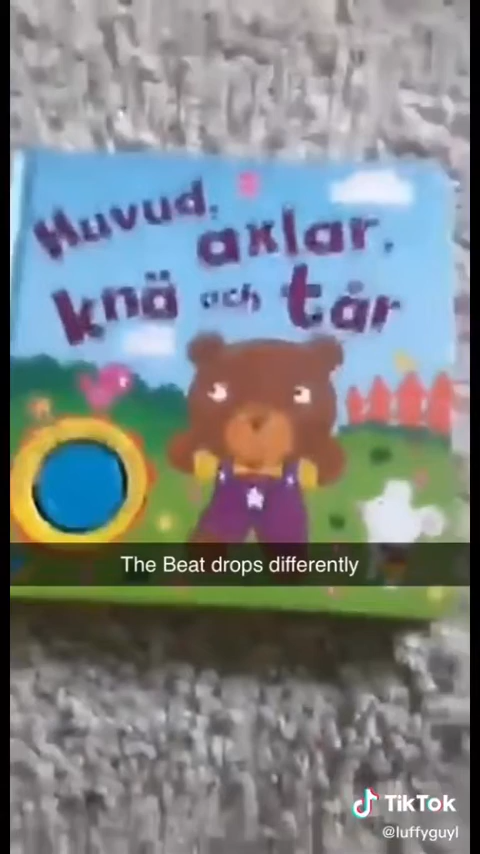 Huvud,
axlar,
knä och tår
The Beat drops differently
TikTok
@luffyguyl